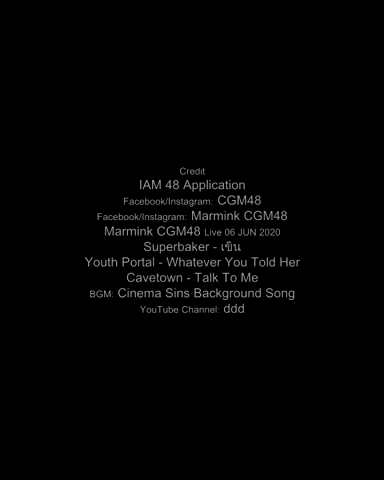 Credit
IAM 48 Application
Facebook/Instagram: CGM48
Facebook/Instagram: Marmink CGM48
Marmink CGM48 Live 06 JUN 2020
Superbaker - เขิน
Youth Portal - Whatever You Told Her
Cavetown - Talk To Me
BGM: Cinema Sins Background Song
YouTube Channel: ddd